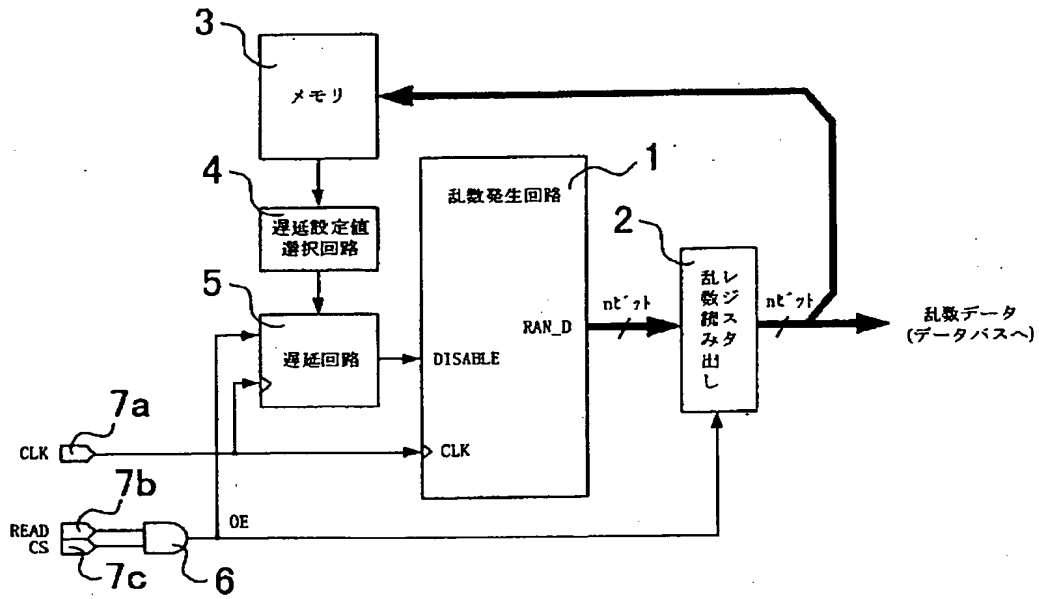 3
メモリ
4
遅延設定値
選択回路
5
遅延回路
1
乱数発生回路
RAN_D
DISABLE
CLK
nビット
2
乱数読み出し
レジスタ
nビット
乱数データ
(データバスへ)
7a
CLK
7b
READ
CS
7c
6
OE